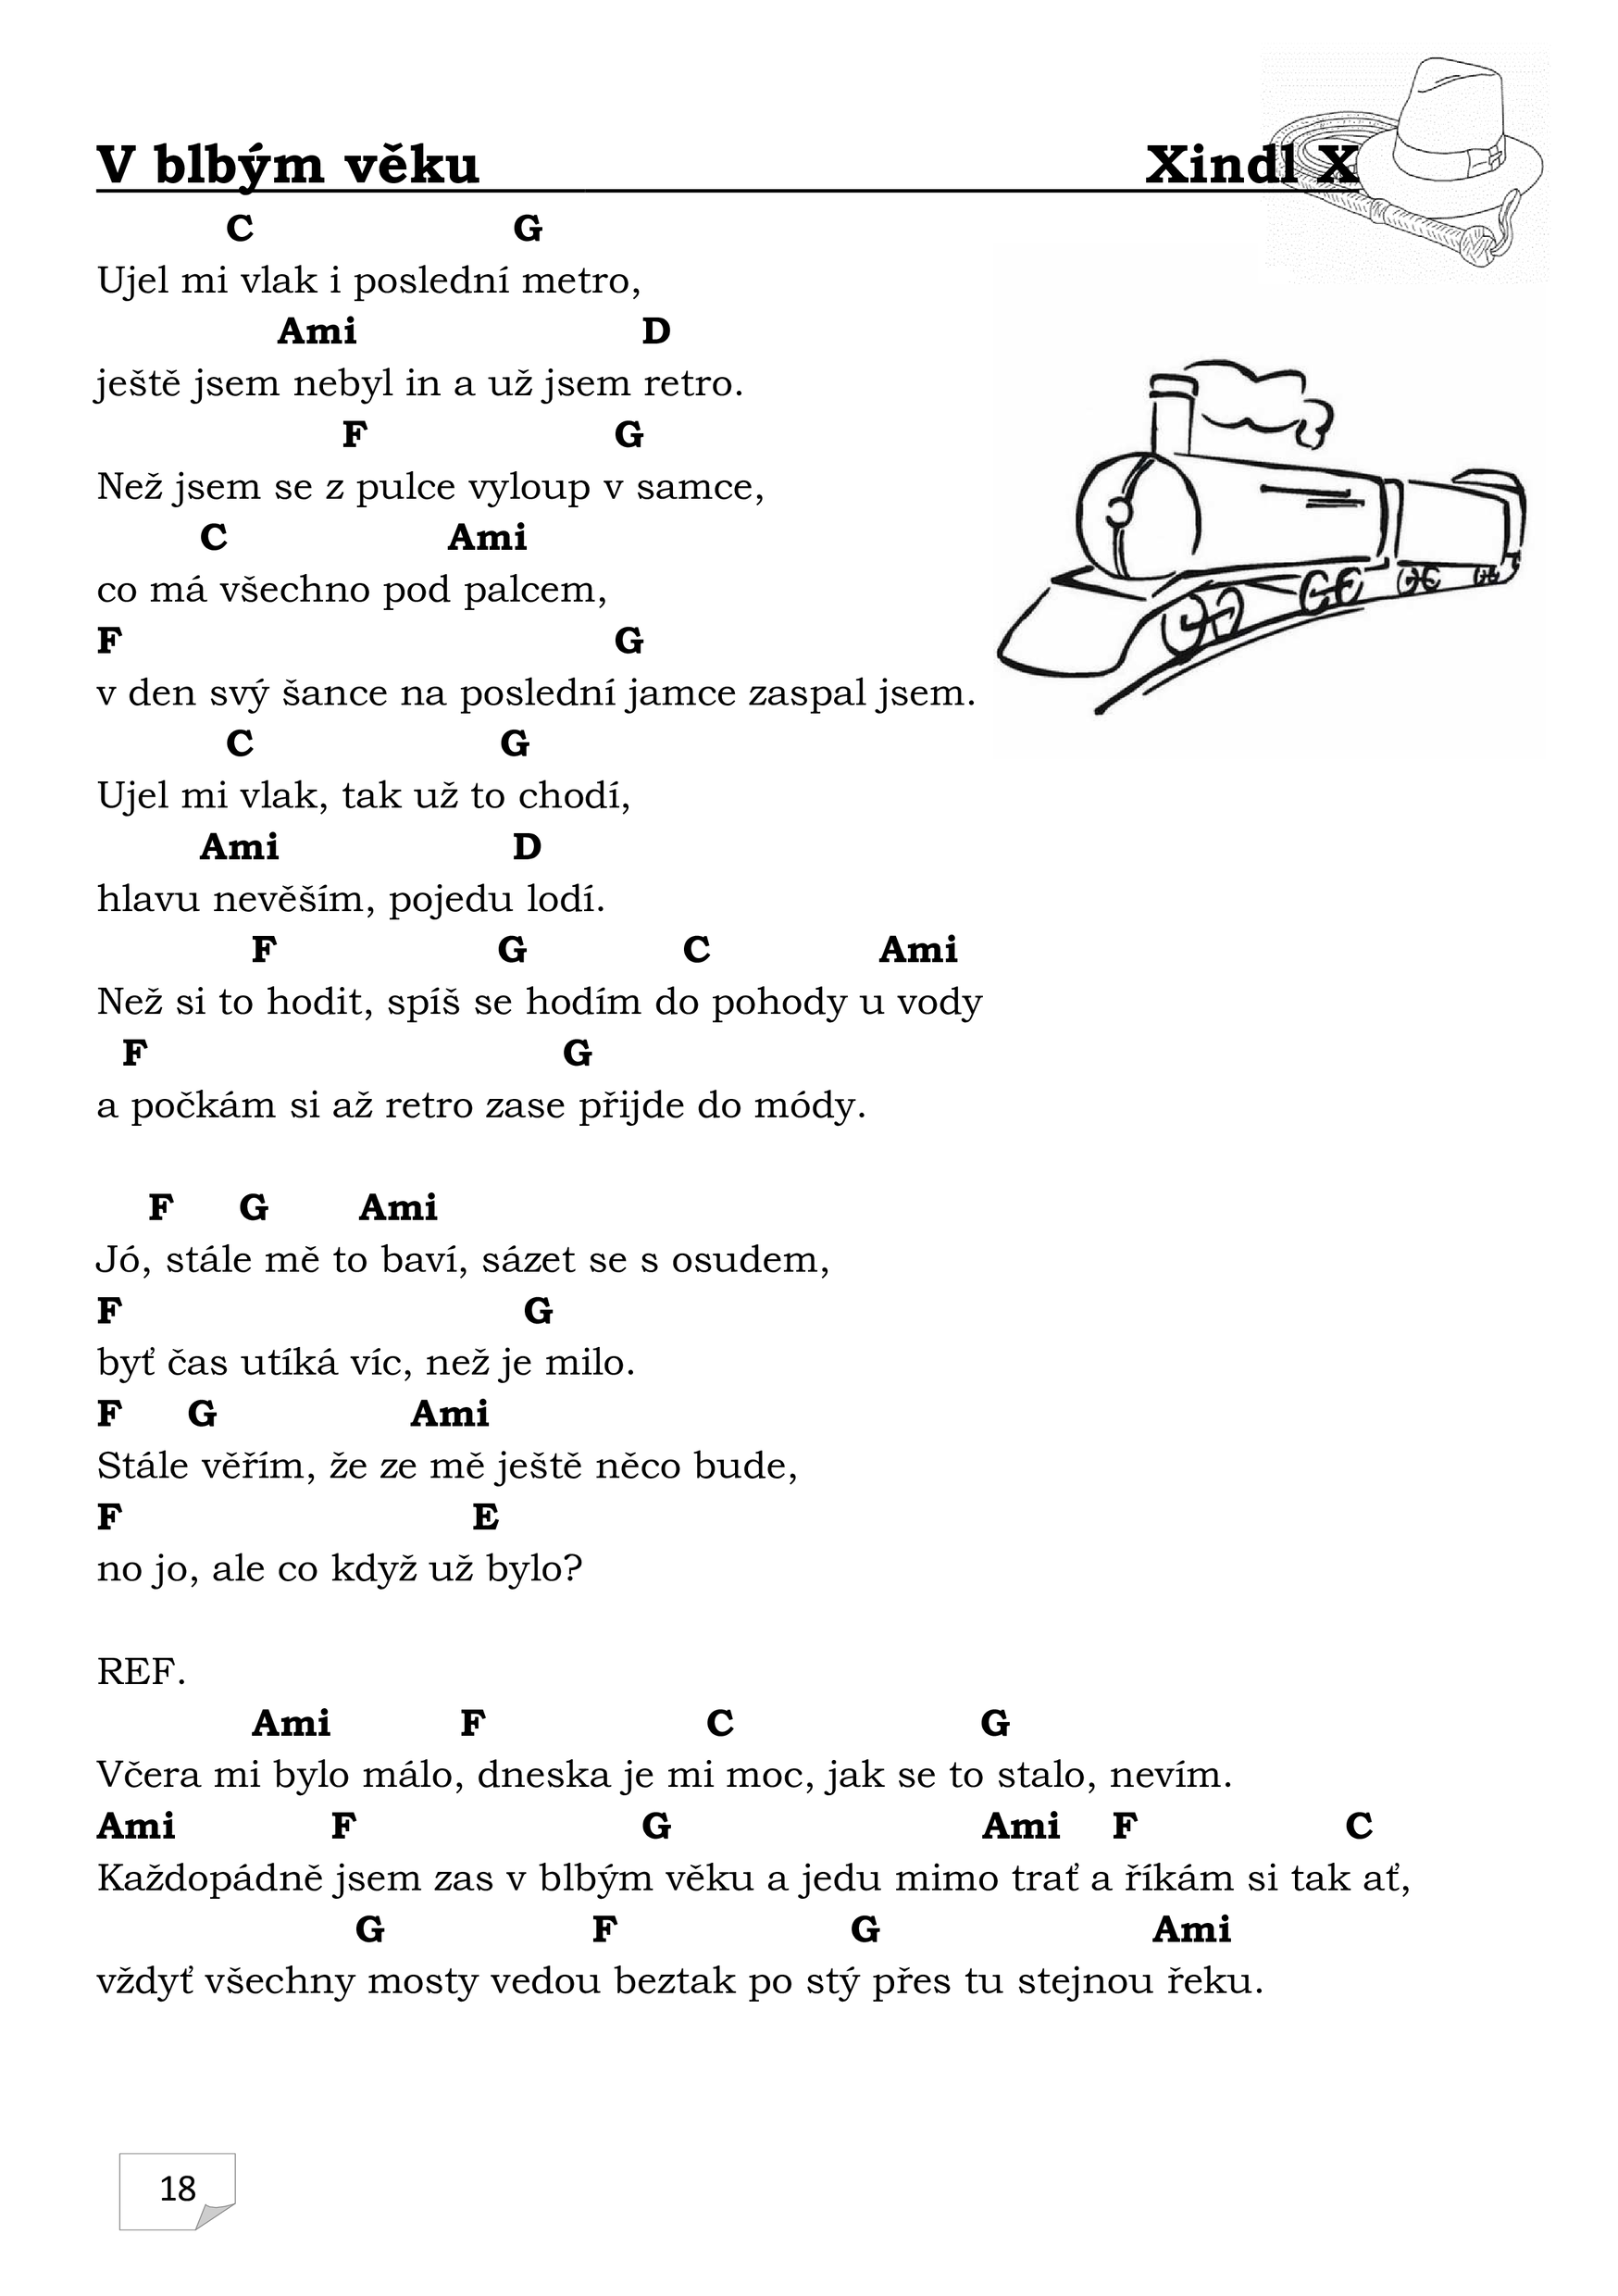 V blbým věku Xindl X
C G
Ujel mi vlak i poslední metro,
Ami D
ještě jsem nebyl in a už jsem retro.
F G
Než jsem se z pulce vyloup v samce,
C Ami
co má všechno pod palcem,
F G
v den svý šance na poslední jamce zaspal jsem.
C G
Ujel mi vlak, tak už to chodí,
Ami D
hlavu nevěším, pojedu lodí.
F G C Ami
Než si to hodit, spíš se hodím do pohody u vody
F G
a počkám si až retro zase přijde do módy.
F G Ami
Jó, stále mě to baví, sázet se s osudem,
F G
byť čas utíká víc, než je milo.
F G Ami
Stále věřím, že ze mě ještě něco bude,
F E
no jo, ale co když už bylo?
REF.
Ami F C G
Včera mi bylo málo, dneska je mi moc, jak se to stalo, nevím.
Ami F G Ami F C
Každopádně jsem zas v blbým věku a jedu mimo trať a říkám si tak ať,
G F G Ami
vždyť všechny mosty vedou beztak po stý přes tu stejnou řeku.
18